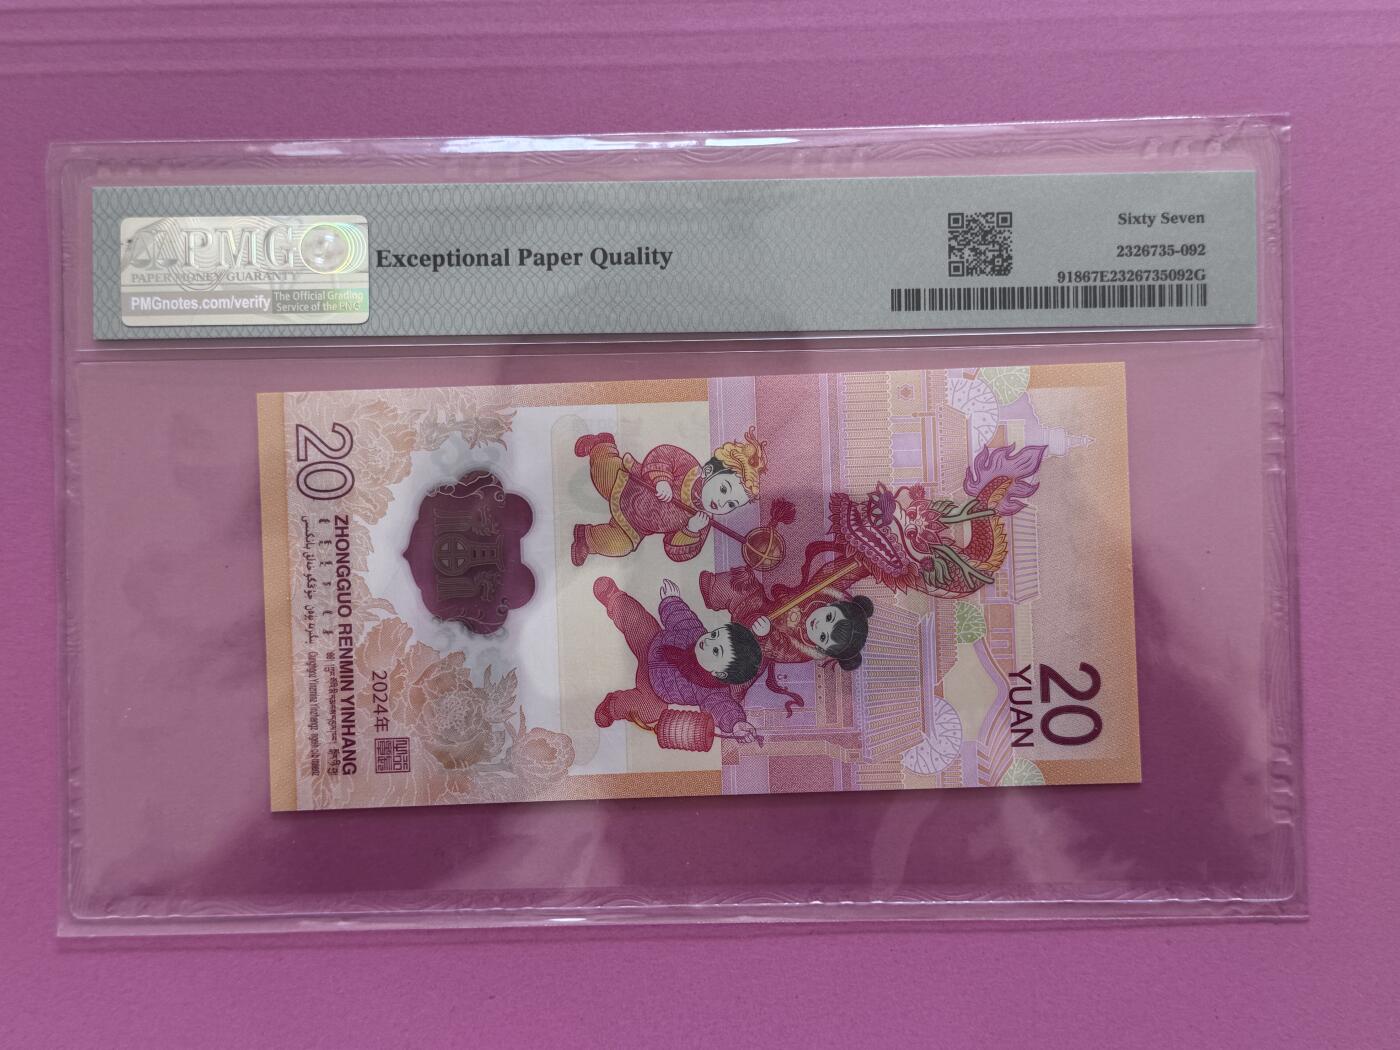 PMG
PAPER MONEY GUARANTY
PMGnotes.com/verify
The Official Grading
Service of the PNG
Exceptional Paper Quality
Sixty Seven
2326735-092
91867E2326735092G
20
ZHONGGUO RENMIN YINHANG
2024年
20
YUAN